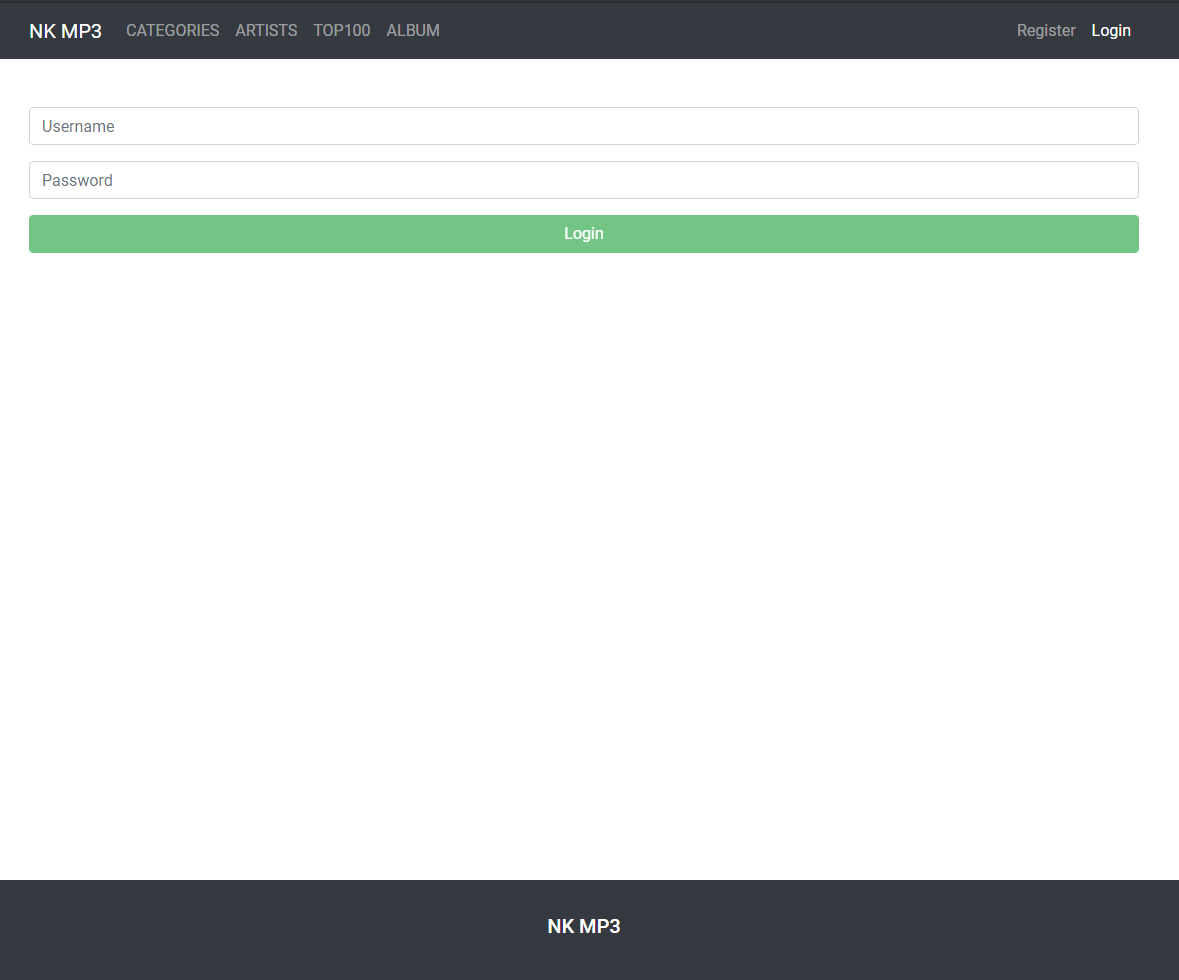 NK MP3 CATEGORIES ARTISTS TOP100 ALBUM Register Login
Username
Password
Login
NK MP3